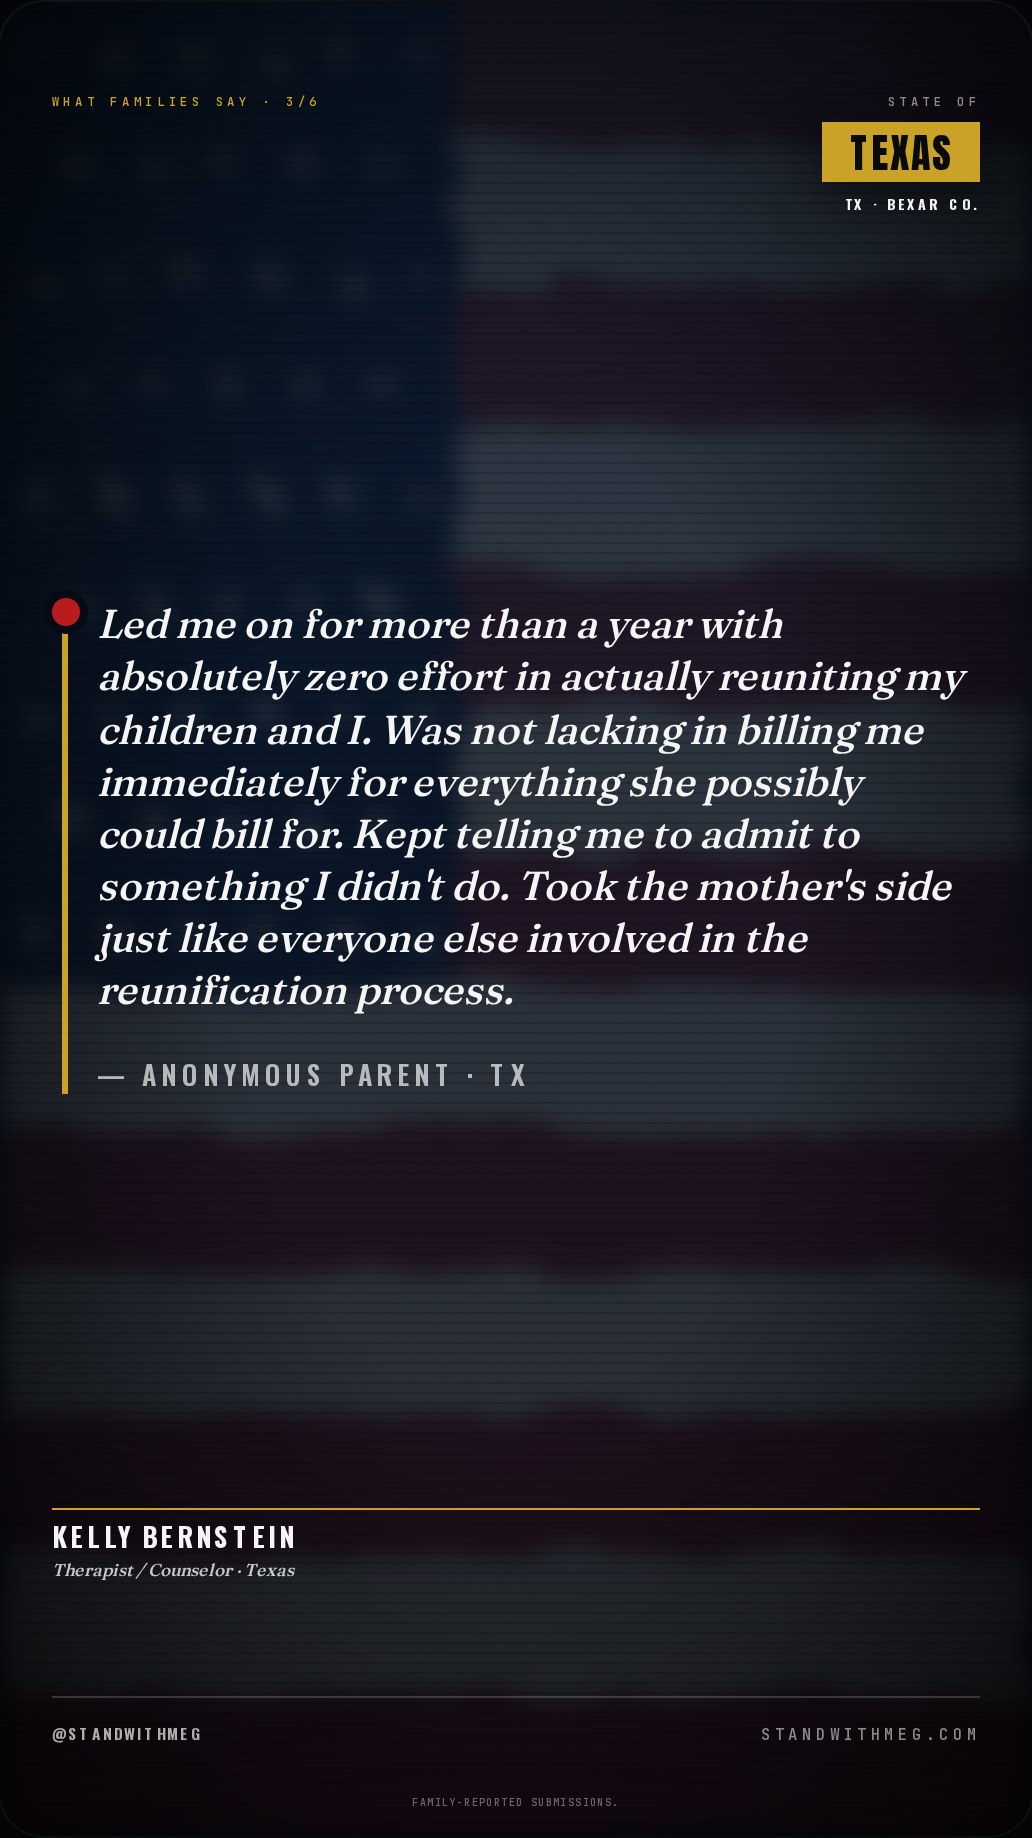 WHAT FAMILIES SAY · 3/6
STATE OF
TEXAS
TX · BEXAR CO.
Led me on for more than a year with
absolutely zero effort in actually reuniting my
children and I. Was not lacking in billing me
immediately for everything she possibly
could bill for. Kept telling me to admit to
something I didn't do. Took the mother's side
just like everyone else involved in the
reunification process.
— ANONYMOUS PARENT · TX
KELLY BERNSTEIN
Therapist / Counselor · Texas
@STANDWITHMEG
STANDWITHMEG.COM
FAMILY-REPORTED SUBMISSIONS.